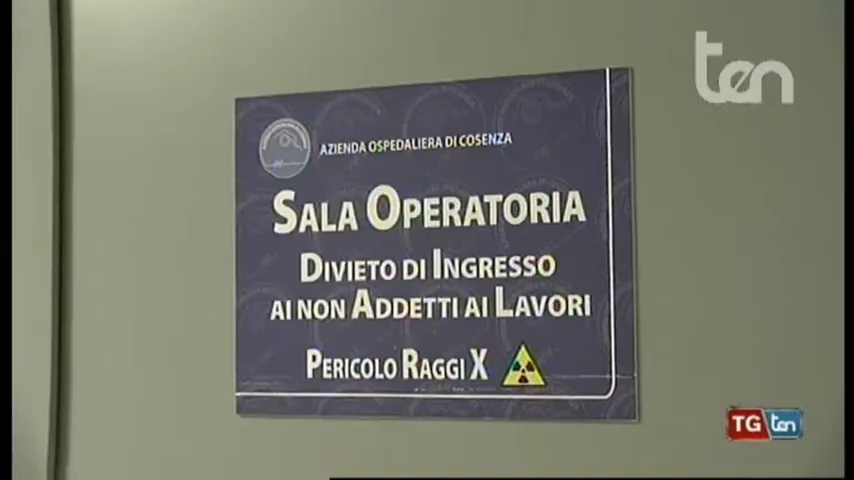 ten
AZIENDA OSPEDALIERA DI COSENZA
SALA OPERATORIA
DIVIETO DI INGRESSO
AI NON ADDETTI AI LAVORI
PERICOLO RAGGI X
TG ten